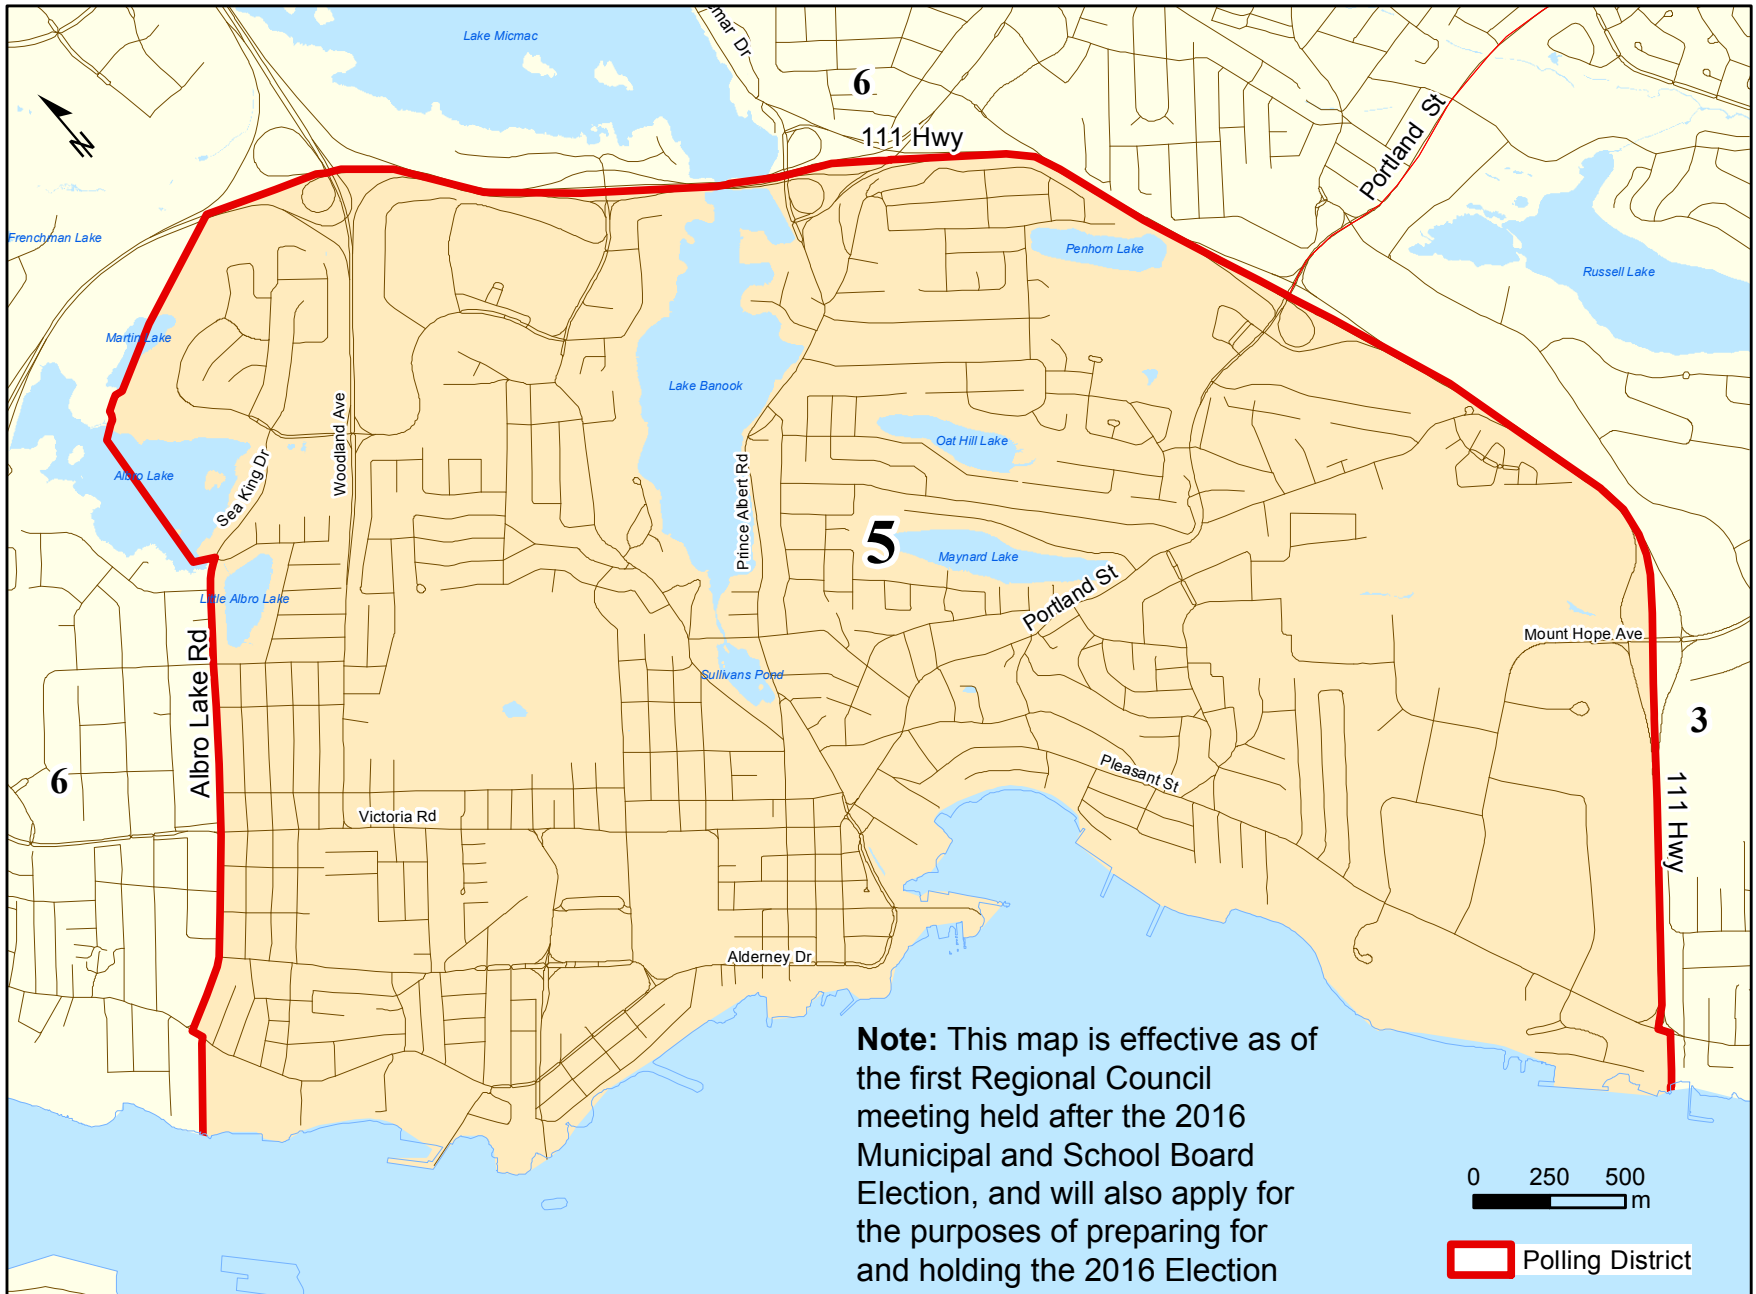 Lake Micmac
mar Dr
6
111 Hwy
Portland St
N
Frenchman Lake
Penhorn Lake
Russell Lake
Martin Lake
Lake Banook
Woodland Ave
Oat Hill Lake
Albro Lake
Sea King Dr
Prince Albert Rd
5
Maynard Lake
Little Albro Lake
Portland St
Mount Hope Ave
Albro Lake Rd
Sullivans Pond
3
6
Pleasant St
111 Hwy
Victoria Rd
Alderney Dr
Note: This map is effective as of
the first Regional Council
meeting held after the 2016
Municipal and School Board
Election, and will also apply for
the purposes of preparing for
and holding the 2016 Election
0 250 500
m
Polling District